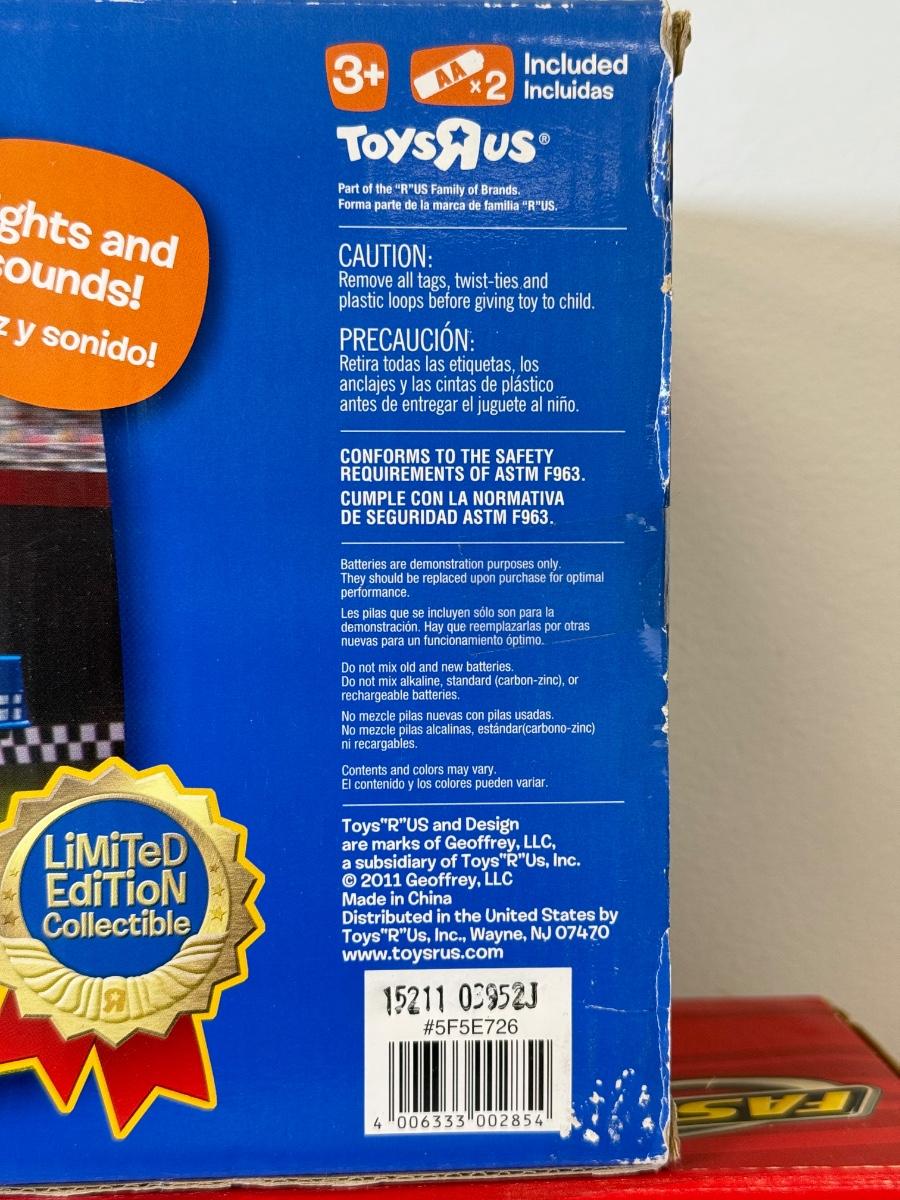 3+
AA x2
Included
Incluidas
ToysЯus®
Part of the "R"US Family of Brands.
Forma parte de la marca de familia "R"US.
ghts and
sounds!
z y sonido!
CAUTION:
Remove all tags, twist-ties and
plastic loops before giving toy to child.
PRECAUCIÓN:
Retira todas las etiquetas, los
anclajes y las cintas de plástico
antes de entregar el juguete al niño.
CONFORMS TO THE SAFETY
REQUIREMENTS OF ASTM F963.
CUMPLE CON LA NORMATIVA
DE SEGURIDAD ASTM F963.
Batteries are demonstration purposes only.
They should be replaced upon purchase for optimal
performance.
Les pilas que se incluyen sólo son para la
demonstración. Hay que reemplazarlas por otras
nuevas para un funcionamiento óptimo.
Do not mix old and new batteries.
Do not mix alkaline, standard (carbon-zinc), or
rechargeable batteries.
No mezcle pilas nuevas con pilas usadas.
No mezcle pilas alcalinas, estándar(carbono-zinc)
ni recargables.
Contents and colors may vary.
El contenido y los colores pueden variar.
LiMiTeD
EdiTioN
Collectible
Я
Toys"R"US and Design
are marks of Geoffrey, LLC,
a subsidiary of Toys"R"Us, Inc.
© 2011 Geoffrey, LLC
Made in China
Distributed in the United States by
Toys"R"Us, Inc., Wayne, NJ 07470
www.toysrus.com
15211 03952J
#5F5E726
4 006333 002854
FAS